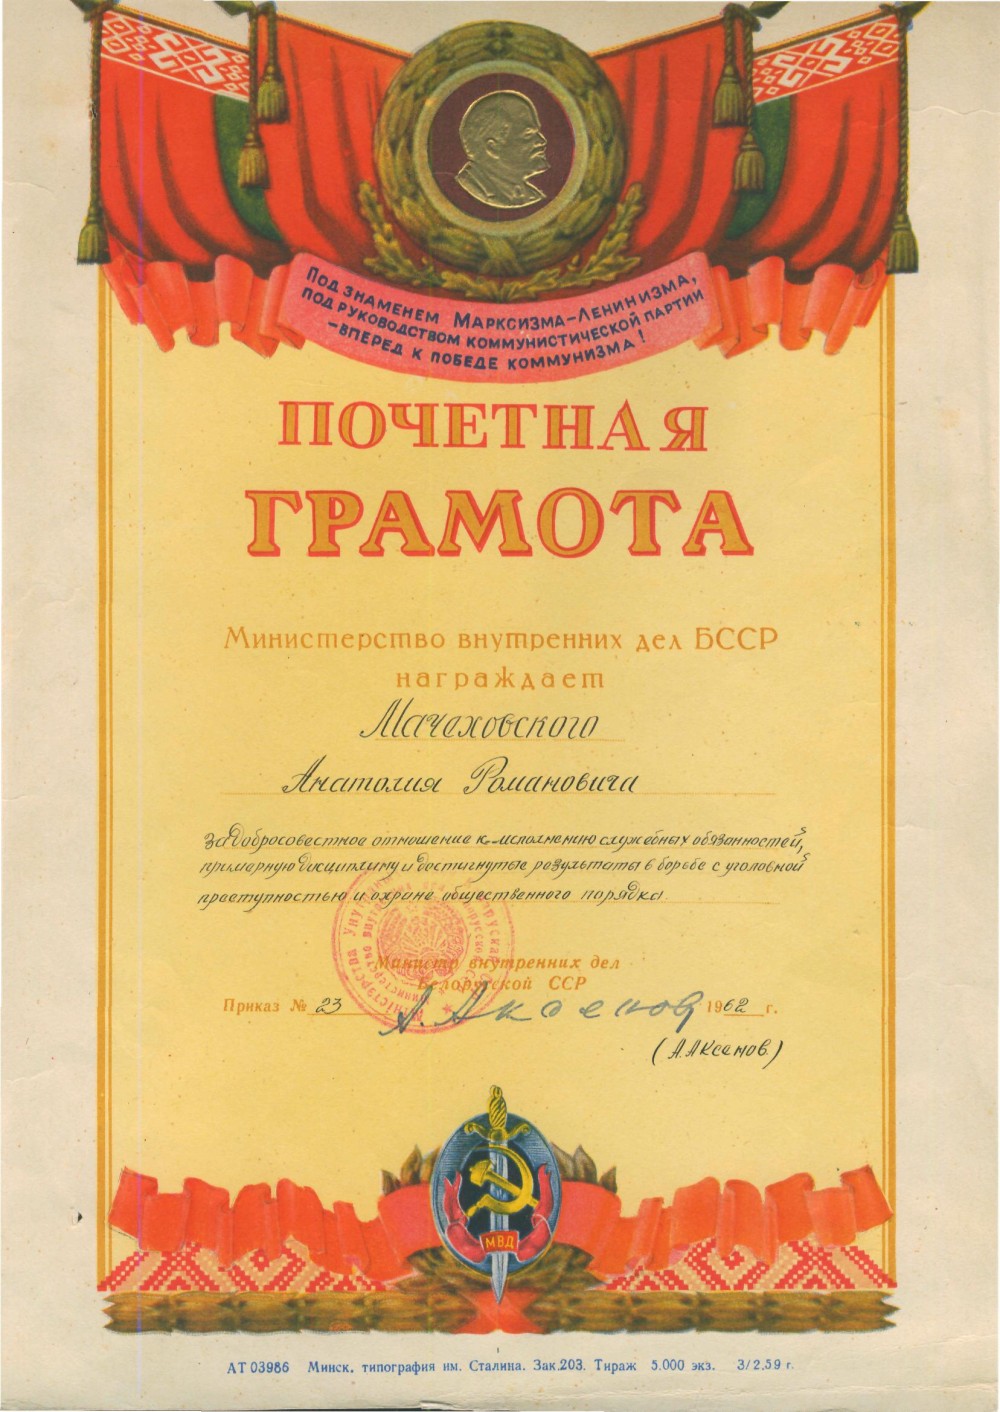 Под знаменем Марксизма-Ленинизма,
под руководством коммунистической партии
-вперед к победе коммунизма!
ПОЧЕТНАЯ
ГРАМОТА
Министерство внутренних дел БССР
награждает
Мачеховского
Анатолия Романовича
за добросовестное отношение к исполнению служебных обязанностей,
примерную дисциплину и достигнутые результаты в борьбе с уголовной
преступностью и охране общественного порядка.
Министр внутренних дел
Белорусской ССР
Приказ № 23 А. Аксенов 1962 г.
(А. Аксенов)
МВД
АТ 03986 Минск, типография им. Сталина. Зак.203. Тираж 5.000 экз. 3/2.59 г.